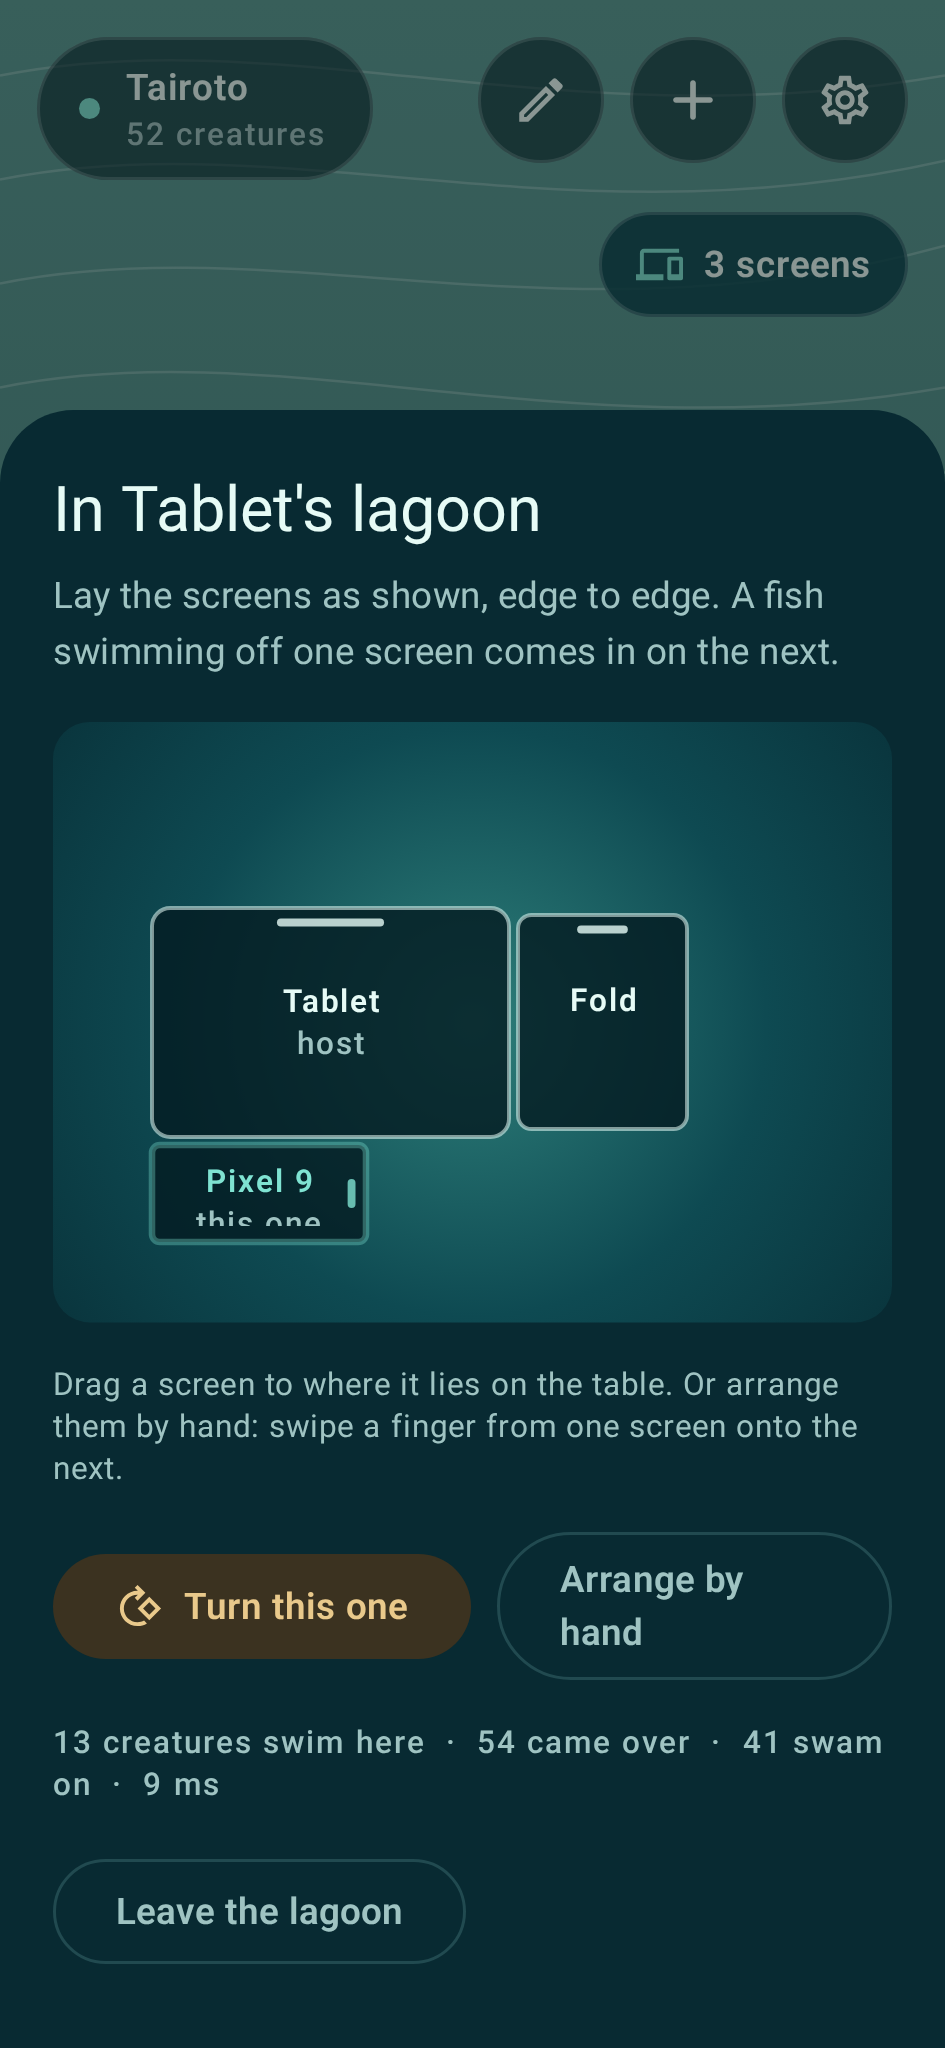 Tairoto
52 creatures
3 screens
In Tablet's lagoon
Lay the screens as shown, edge to edge. A fish
swimming off one screen comes in on the next.
Tablet
host
Fold
Pixel 9
this one
Drag a screen to where it lies on the table. Or arrange
them by hand: swipe a finger from one screen onto the
next.
Turn this one
Arrange by
hand
13 creatures swim here · 54 came over · 41 swam
on · 9 ms
Leave the lagoon